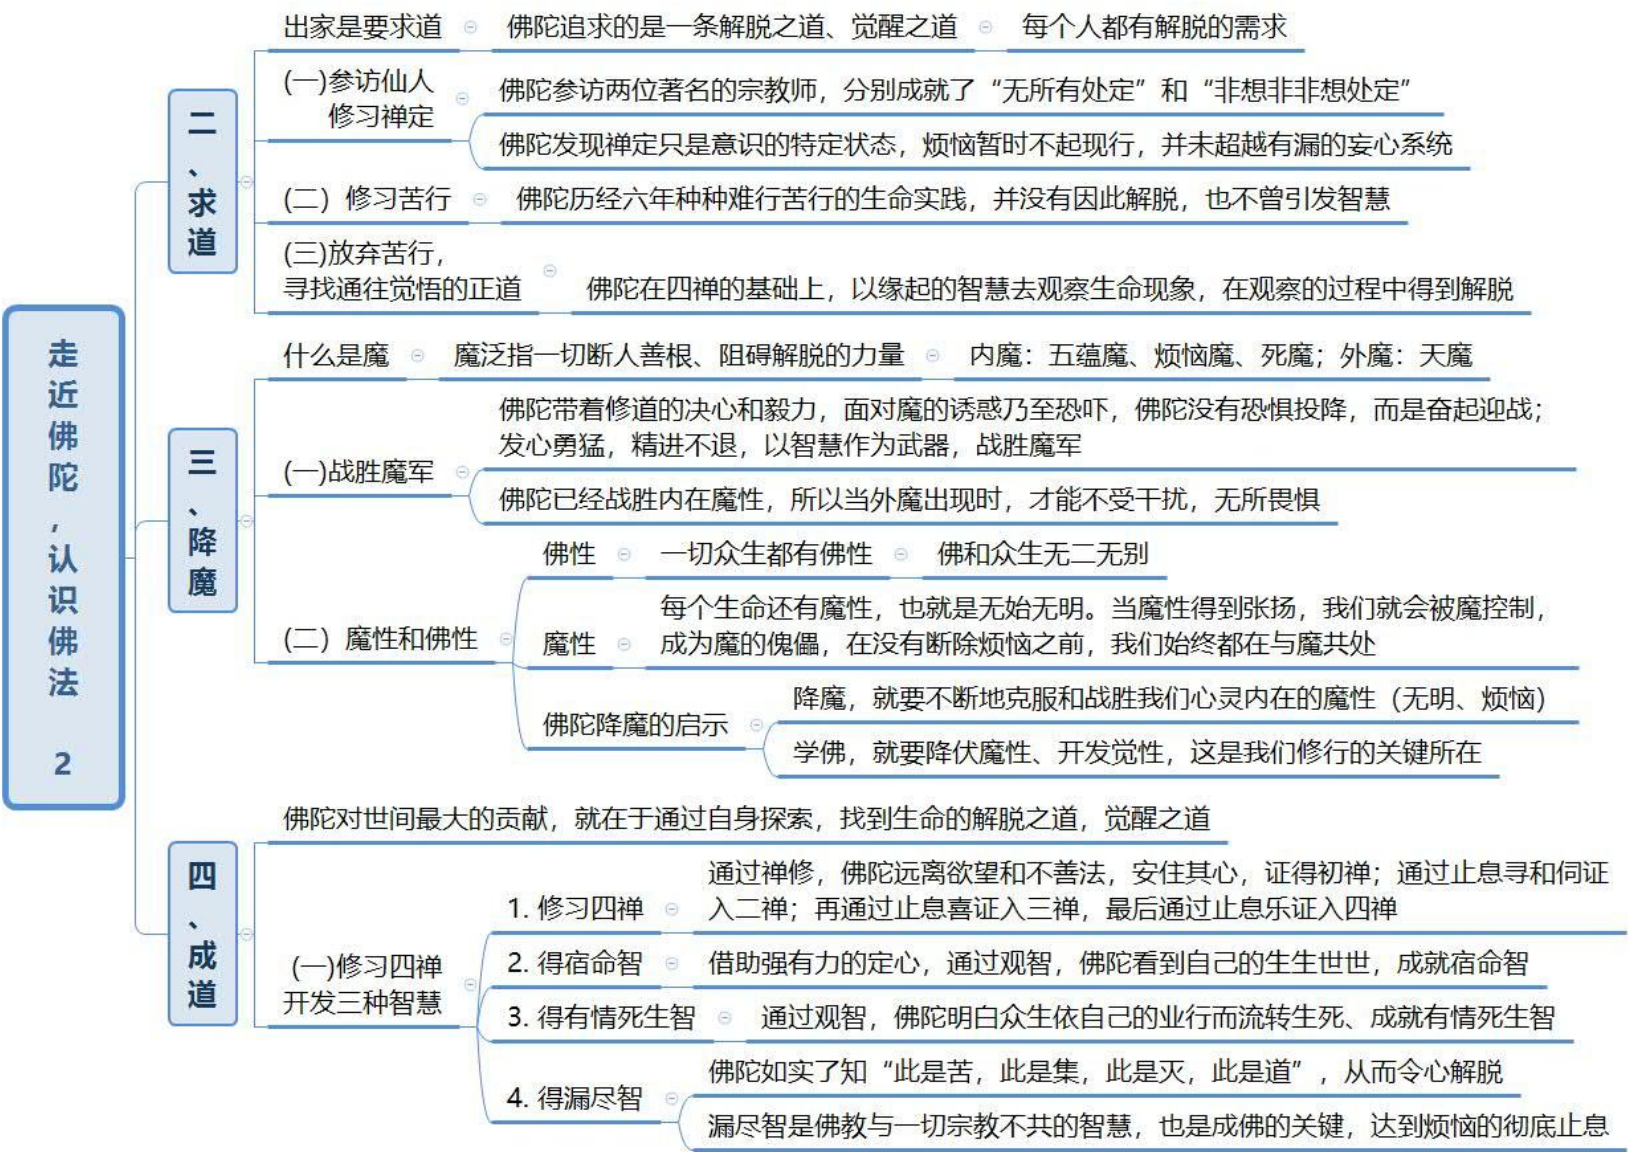 走近佛陀，认识佛法 2
二、求道
出家是要求道
佛陀追求的是一条解脱之道、觉醒之道
每个人都有解脱的需求
(一)参访仙人
修习禅定
佛陀参访两位著名的宗教师，分别成就了“无所有处定”和“非想非非想处定”
佛陀发现禅定只是意识的特定状态，烦恼暂时不起现行，并未超越有漏的妄心系统
(二）修习苦行
佛陀历经六年种种难行苦行的生命实践，并没有因此解脱，也不曾引发智慧
(三)放弃苦行，
寻找通往觉悟的正道
佛陀在四禅的基础上，以缘起的智慧去观察生命现象，在观察的过程中得到解脱
三、降魔
什么是魔
魔泛指一切断人善根、阻碍解脱的力量
内魔：五蕴魔、烦恼魔、死魔；外魔：天魔
(一)战胜魔军
佛陀带着修道的决心和毅力，面对魔的诱惑乃至恐吓，佛陀没有恐惧投降，而是奋起迎战；
发心勇猛，精进不退，以智慧作为武器，战胜魔军
佛陀已经战胜内在魔性，所以当外魔出现时，才能不受干扰，无所畏惧
(二）魔性和佛性
佛性
一切众生都有佛性
佛和众生无二无别
魔性
每个生命还有魔性，也就是无始无明。当魔性得到张扬，我们就会被魔控制，
成为魔的傀儡，在没有断除烦恼之前，我们始终都在与魔共处
佛陀降魔的启示
降魔，就要不断地克服和战胜我们心灵内在的魔性（无明、烦恼）
学佛，就要降伏魔性、开发觉性，这是我们修行的关键所在
四、成道
佛陀对世间最大的贡献，就在于通过自身探索，找到生命的解脱之道，觉醒之道
(一)修习四禅
开发三种智慧
1. 修习四禅
通过禅修，佛陀远离欲望和不善法，安住其心，证得初禅；通过止息寻和伺证
入二禅；再通过止息喜证入三禅，最后通过止息乐证入四禅
2. 得宿命智
借助强有力的定心，通过观智，佛陀看到自己的生生世世，成就宿命智
3. 得有情死生智
通过观智，佛陀明白众生依自己的业行而流转生死、成就有情死生智
4. 得漏尽智
佛陀如实了知“此是苦，此是集，此是灭，此是道”，从而令心解脱
漏尽智是佛教与一切宗教不共的智慧，也是成佛的关键，达到烦恼的彻底止息